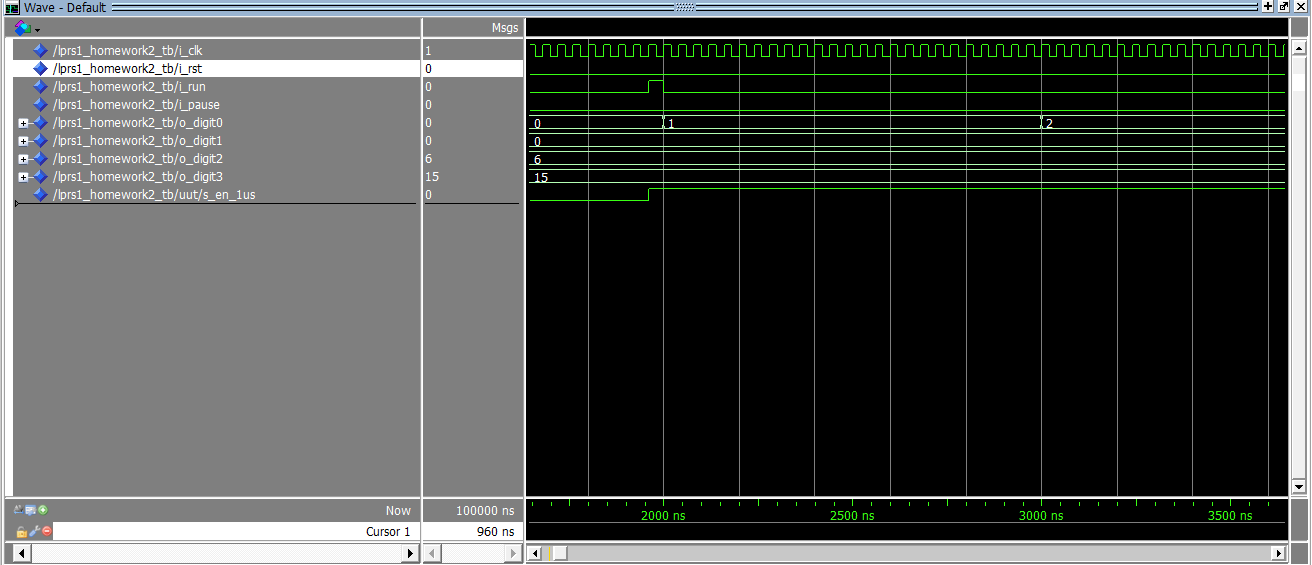 Wave - Default
Msgs
/lprs1_homework2_tb/i_clk 1
/lprs1_homework2_tb/i_rst 0
/lprs1_homework2_tb/i_run 0
/lprs1_homework2_tb/i_pause 0
/lprs1_homework2_tb/o_digit0 0 0 1 2
/lprs1_homework2_tb/o_digit1 0 0
/lprs1_homework2_tb/o_digit2 6 6
/lprs1_homework2_tb/o_digit3 15 15
/lprs1_homework2_tb/uut/s_en_1us 0
Now 100000 ns 2000 ns 2500 ns 3000 ns 3500 ns
Cursor 1 960 ns